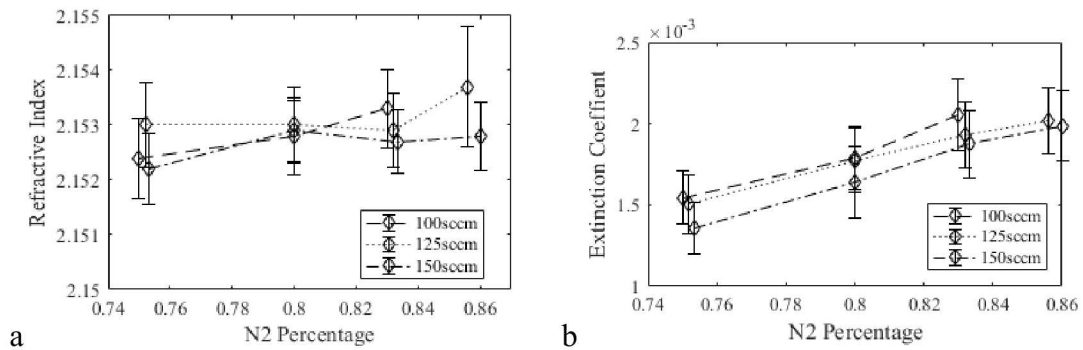 2.155
2.154
2.153
2.152
2.151
2.15
Refractive Index
0.74 0.76 0.78 0.8 0.82 0.84 0.86
N2 Percentage
100sccm
125sccm
150sccm
a
× 10⁻³
2.5
2
1.5
1
Extinction Coeffient
0.74 0.76 0.78 0.8 0.82 0.84 0.86
N2 Percentage
100sccm
125sccm
150sccm
b